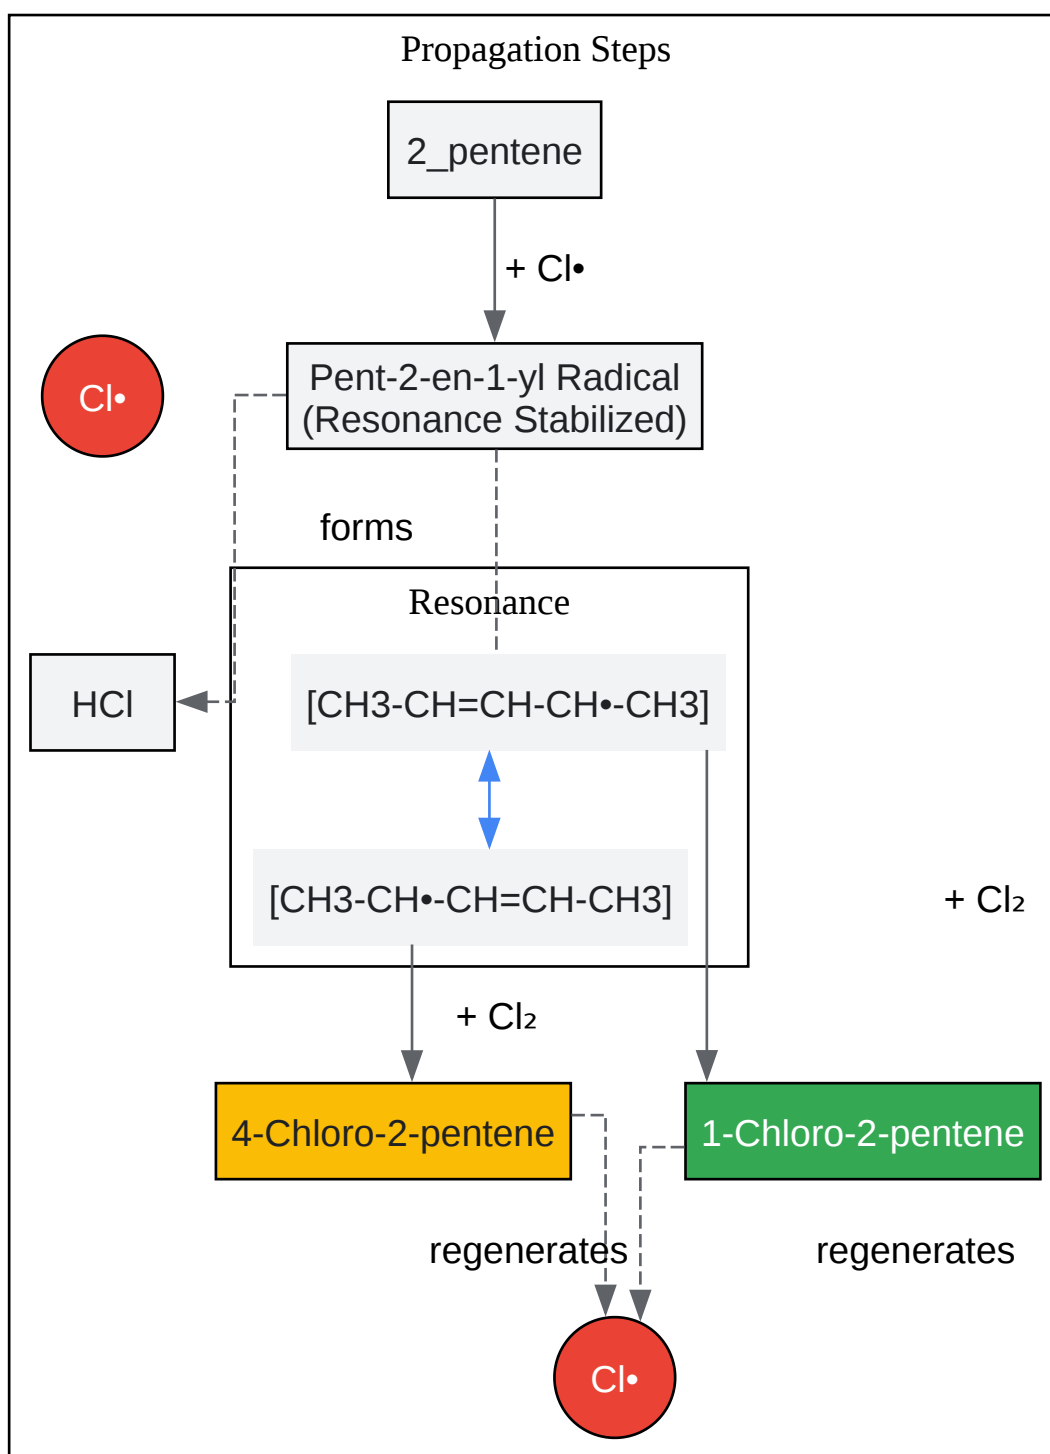 Propagation Steps
2_pentene
+ Cl•
Cl•
Pent-2-en-1-yl Radical
(Resonance Stabilized)
forms
Resonance
HCl
[CH3-CH=CH-CH•-CH3]
[CH3-CH•-CH=CH-CH3]
+ Cl₂
+ Cl₂
4-Chloro-2-pentene
1-Chloro-2-pentene
regenerates
regenerates
Cl•